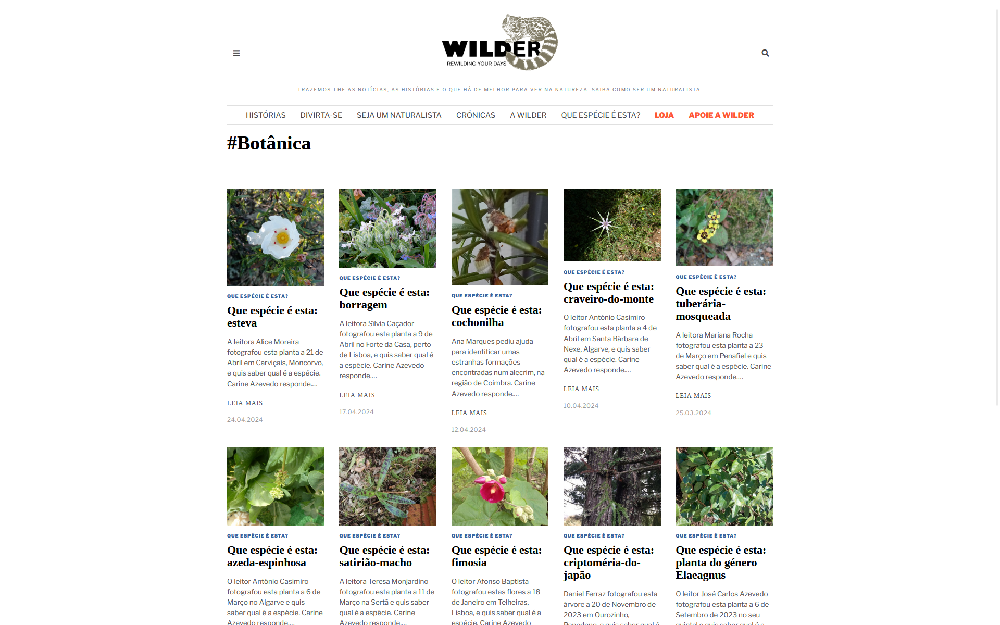 WILDER
REWILDING YOUR DAYS
TRAZEMOS-LHE AS NOTÍCIAS, AS HISTÓRIAS E O QUE HÁ DE MELHOR PARA VER NA NATUREZA. SAIBA COMO SER UM NATURALISTA.
HISTÓRIAS DIVIRTA-SE SEJA UM NATURALISTA CRÓNICAS A WILDER QUE ESPÉCIE É ESTA? LOJA APOIE A WILDER
#Botânica
QUE ESPÉCIE É ESTA?
Que espécie é esta:
esteva
A leitora Alice Moreira
fotografou esta planta a 21 de
Abril em Carviçais, Moncorvo,
e quis saber qual é a espécie.
Carine Azevedo responde.…
LEIA MAIS
24.04.2024
QUE ESPÉCIE É ESTA?
Que espécie é esta:
borragem
A leitora Sílvia Caçador
fotografou esta planta a 9 de
Abril no Forte da Casa, perto
de Lisboa, e quis saber qual é
a espécie. Carine Azevedo
responde.…
LEIA MAIS
17.04.2024
QUE ESPÉCIE É ESTA?
Que espécie é esta:
cochonilha
Ana Marques pediu ajuda
para identificar umas
estranhas formações
encontradas num alecrim, na
região de Coimbra. Carine
Azevedo responde.…
LEIA MAIS
12.04.2024
QUE ESPÉCIE É ESTA?
Que espécie é esta:
craveiro-do-monte
O leitor António Casimiro
fotografou esta planta a 4 de
Abril em Santa Bárbara de
Nexe, Algarve, e quis saber
qual é a espécie. Carine
Azevedo responde.…
LEIA MAIS
10.04.2024
QUE ESPÉCIE É ESTA?
Que espécie é esta:
tuberária-
mosqueada
A leitora Mariana Rocha
fotografou esta planta a 23
de Março em Penafiel e quis
saber qual é a espécie. Carine
Azevedo responde.…
LEIA MAIS
25.03.2024
QUE ESPÉCIE É ESTA?
Que espécie é esta:
azeda-espinhosa
O leitor António Casimiro
fotografou esta planta a 6 de
Março no Algarve e quis
saber qual é a espécie. Carine
Azevedo responde.…
QUE ESPÉCIE É ESTA?
Que espécie é esta:
satirião-macho
A leitora Teresa Monjardino
fotografou esta planta a 11 de
Março na Sertã e quis saber
qual é a espécie. Carine
Azevedo responde.…
QUE ESPÉCIE É ESTA?
Que espécie é esta:
fimosia
O leitor Afonso Baptista
fotografou estas flores a 18
de Janeiro em Telheiras,
Lisboa, e quis saber qual é a
espécie. Carine Azevedo
QUE ESPÉCIE É ESTA?
Que espécie é esta:
criptoméria-do-
japão
Daniel Ferraz fotografou esta
árvore a 20 de Novembro de
2023 em Ourozinho,
Penedono, e quis saber qual é
QUE ESPÉCIE É ESTA?
Que espécie é esta:
planta do género
Elaeagnus
O leitor José Carlos Azevedo
fotografou esta planta a 6 de
Setembro de 2023 no seu
quintal e quis saber qual é a